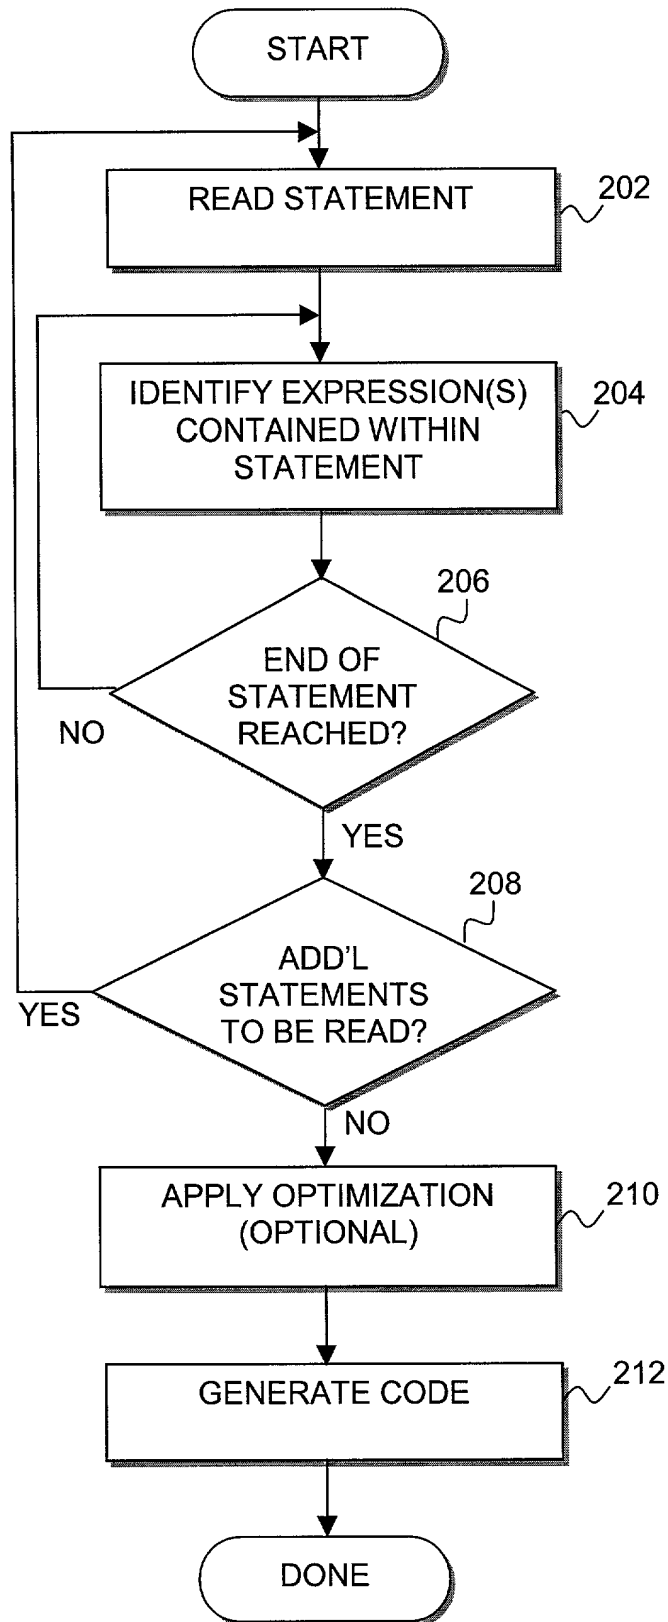 START
READ STATEMENT
202
IDENTIFY EXPRESSION(S)
CONTAINED WITHIN
STATEMENT
204
206
END OF
STATEMENT
REACHED?
NO
YES
208
ADD'L
STATEMENTS
TO BE READ?
YES
NO
APPLY OPTIMIZATION
(OPTIONAL)
210
GENERATE CODE
212
DONE